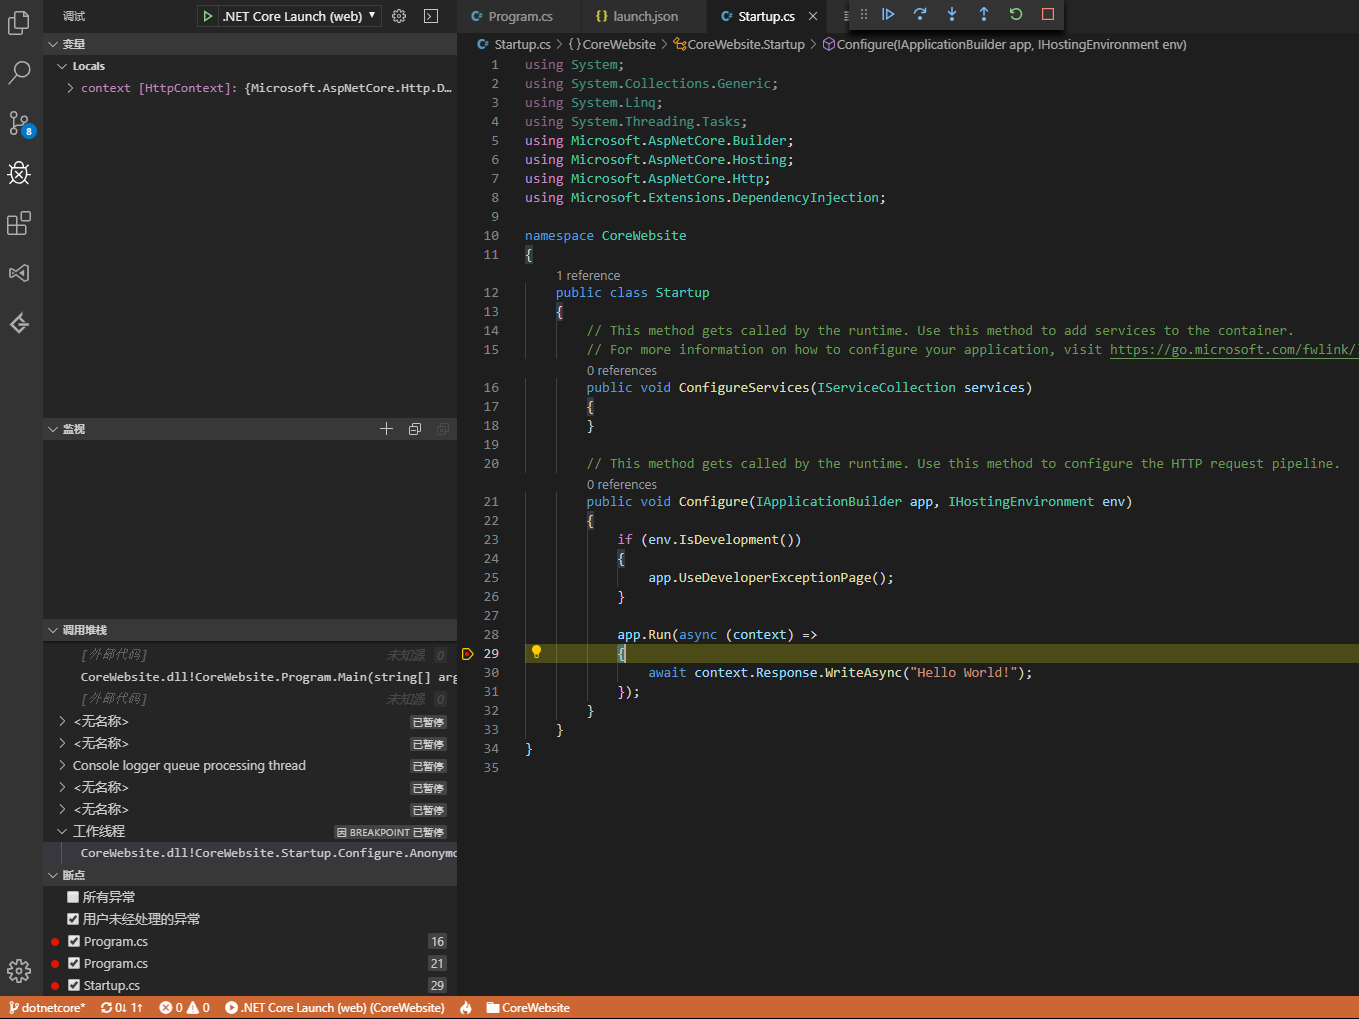 调试
.NET Core Launch (web)
变量
Locals
context [HttpContext]: {Microsoft.AspNetCore.Http.D…
监视
调用堆栈
[外部代码] 未知源 0
CoreWebsite.dll!CoreWebsite.Program.Main(string[] arg
[外部代码] 未知源 0
<无名称> 已暂停
<无名称> 已暂停
Console logger queue processing thread 已暂停
<无名称> 已暂停
<无名称> 已暂停
工作线程 因 BREAKPOINT 已暂停
CoreWebsite.dll!CoreWebsite.Startup.Configure.Anonymo
断点
所有异常
用户未经处理的异常
Program.cs 16
Program.cs 21
Startup.cs 29
8
Program.cs launch.json Startup.cs
Startup.cs > {} CoreWebsite > CoreWebsite.Startup > Configure(IApplicationBuilder app, IHostingEnvironment env)
1 using System;
2 using System.Collections.Generic;
3 using System.Linq;
4 using System.Threading.Tasks;
5 using Microsoft.AspNetCore.Builder;
6 using Microsoft.AspNetCore.Hosting;
7 using Microsoft.AspNetCore.Http;
8 using Microsoft.Extensions.DependencyInjection;
9
10 namespace CoreWebsite
11 {
1 reference
12 public class Startup
13 {
14 // This method gets called by the runtime. Use this method to add services to the container.
15 // For more information on how to configure your application, visit https://go.microsoft.com/fwlink/
0 references
16 public void ConfigureServices(IServiceCollection services)
17 {
18 }
19
20 // This method gets called by the runtime. Use this method to configure the HTTP request pipeline.
0 references
21 public void Configure(IApplicationBuilder app, IHostingEnvironment env)
22 {
23 if (env.IsDevelopment())
24 {
25 app.UseDeveloperExceptionPage();
26 }
27
28 app.Run(async (context) =>
29 {
30 await context.Response.WriteAsync("Hello World!");
31 });
32 }
33 }
34 }
35
dotnetcore* 0↓ 1↑ 0 0 .NET Core Launch (web) (CoreWebsite) CoreWebsite